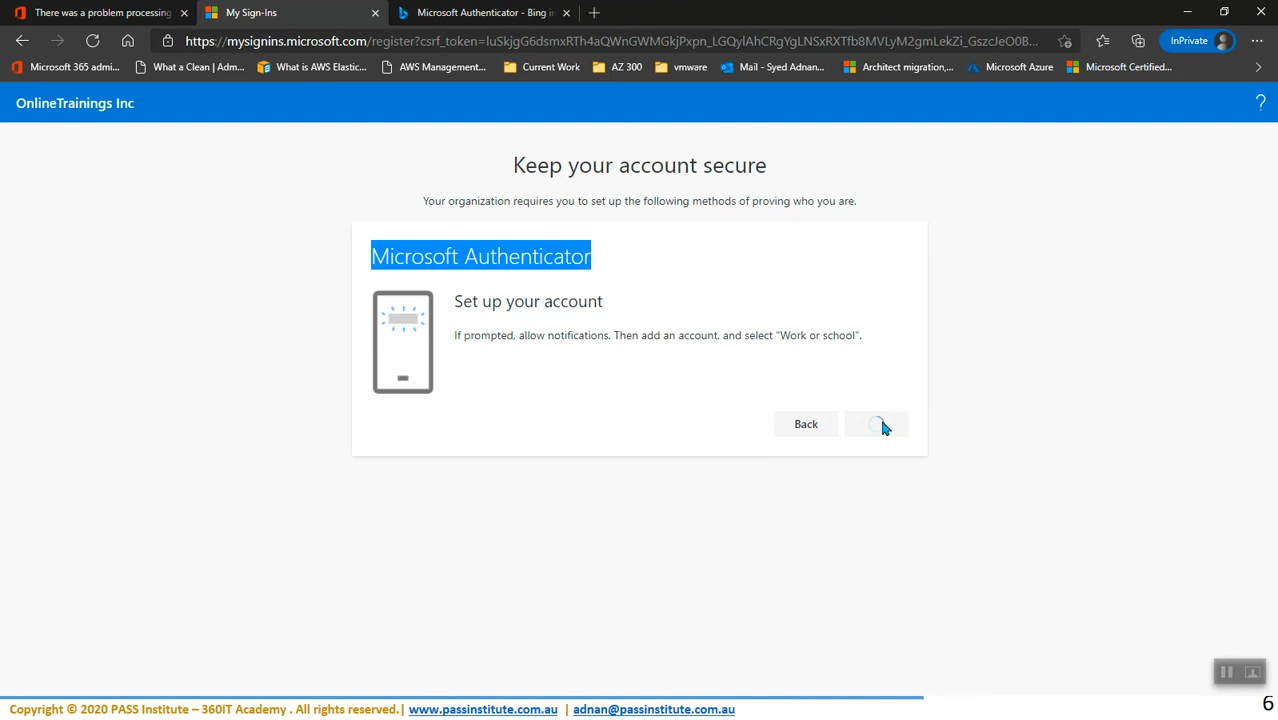 There was a problem processing
My Sign-Ins
Microsoft Authenticator - Bing in
https://mysignins.microsoft.com/register?csrf_token=
InPrivate
Microsoft 365 admi...
What a Clean | Adm...
What is AWS Elastic...
AWS Management...
Current Work
AZ 300
vmware
Mail - Syed Adnan...
Architect migration,...
Microsoft Azure
Microsoft Certified...
OnlineTrainings Inc
?
Keep your account secure
Your organization requires you to set up the following methods of proving who you are.
Microsoft Authenticator
Set up your account
If prompted, allow notifications. Then add an account, and select "Work or school".
Back
6
Copyright © 2020 PASS Institute – 360IT Academy . All rights reserved.| www.passinstitute.com.au | adnan@passinstitute.com.au